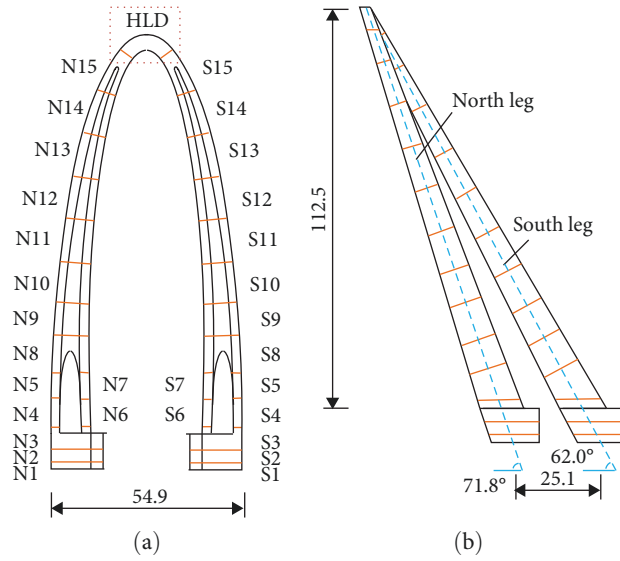 HLD
N15 S15
N14 S14
N13 S13
N12 S12
N11 S11
N10 S10
N9 S9
N8 S8
N5 N7 S7 S5
N4 N6 S6 S4
N3 S3
N2 S2
N1 S1
54.9
(a)
North leg
112.5
South leg
62.0°
71.8° 25.1
(b)